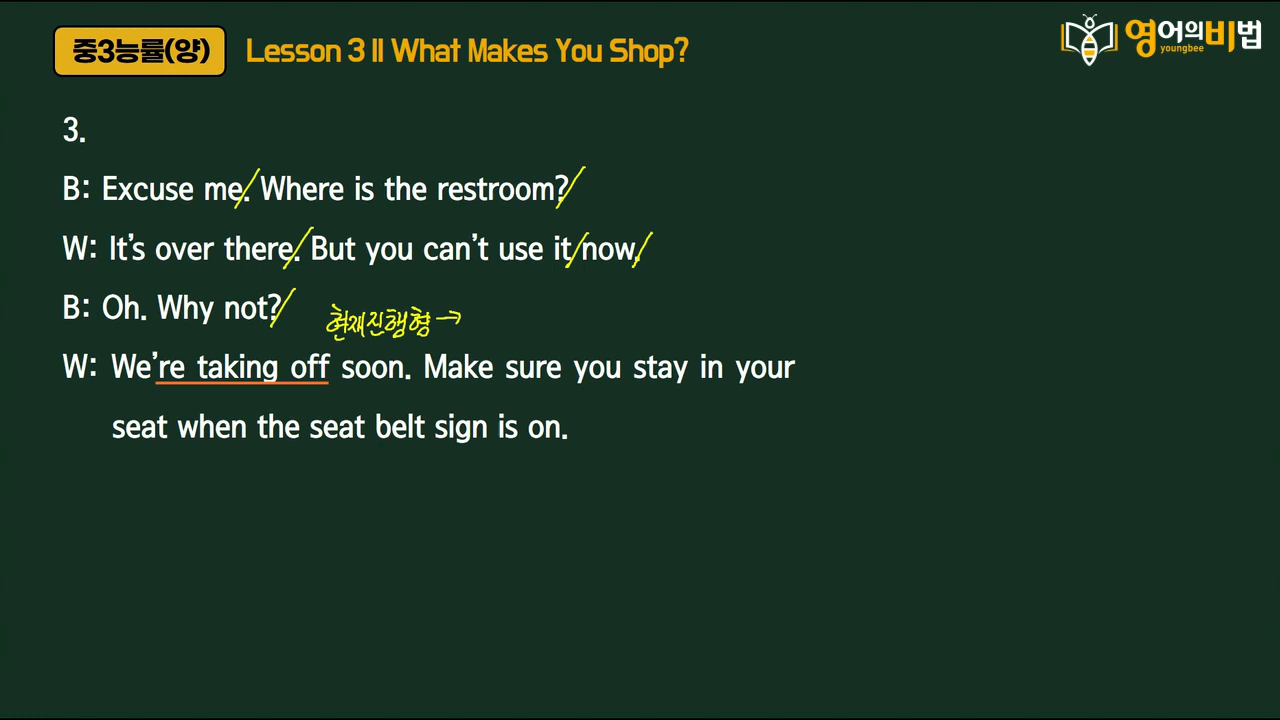 중3능률(양) Lesson 3 II What Makes You Shop?
영어의비법
youngbee
3.
B: Excuse me. Where is the restroom?
W: It's over there. But you can't use it now.
B: Oh. Why not?
현재진행형→
W: We're taking off soon. Make sure you stay in your
seat when the seat belt sign is on.